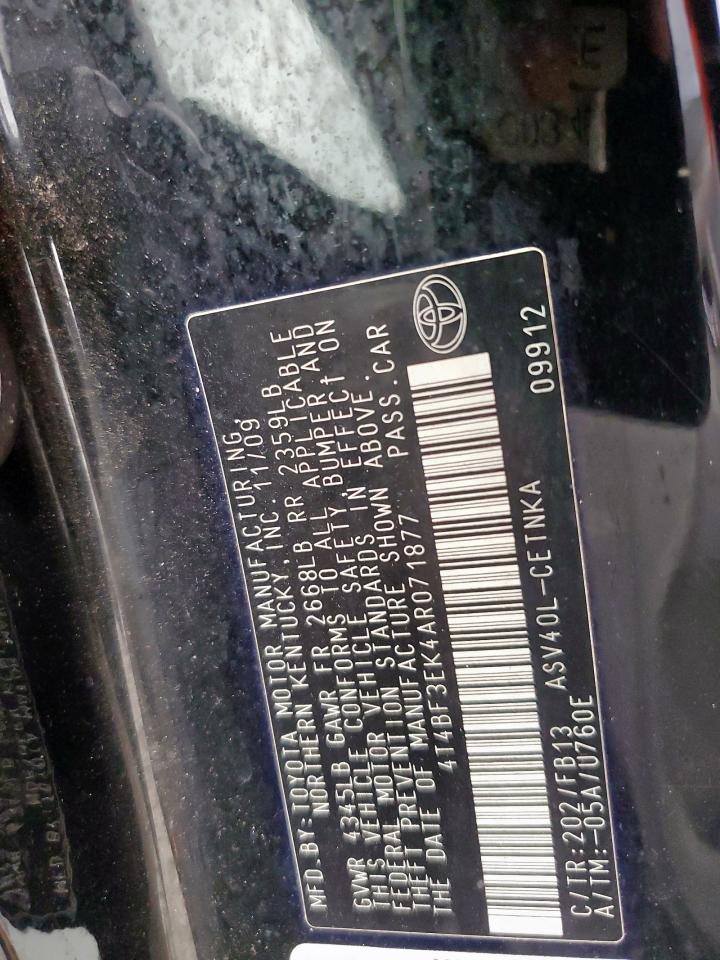 MFD.BY:TOYOTA MOTOR MANUFACTURING,
NORTHERN KENTUCKY,INC. 11/09
GVWR 4345LB GAWR FR 2668LB RR 2359LB
THIS VEHICLE CONFORMS TO ALL APPLICABLE
FEDERAL MOTOR VEHICLE SAFETY,BUMPER,AND
THEFT PREVENTION STANDARDS IN EFFECT ON
THE DATE OF MANUFACTURE SHOWN ABOVE.
4T4BF3EK4AR071877 PASS.CAR
C/TR:202/FB13 ASV40L-CETNKA 09912
A/TM:-05A/U760E